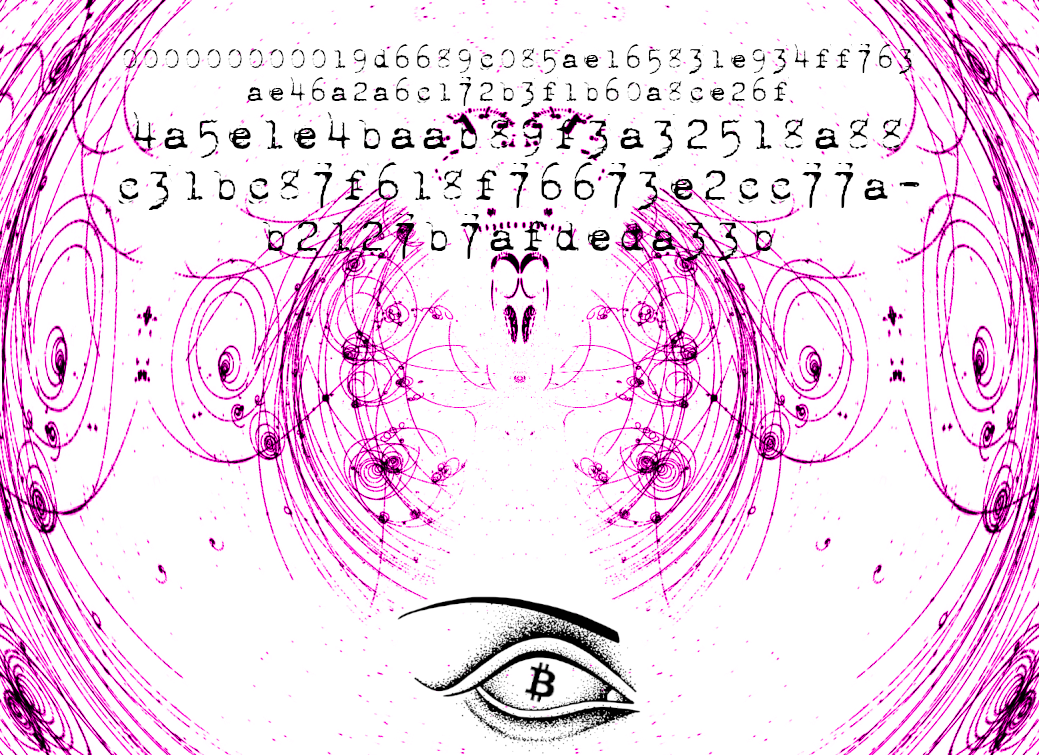 000000000019d6689c085ae165831e934ff763
ae46a2a6c172b3f1b60a8ce26f
4a5e1e4baab89f3a32518a88
c31bc87f618f76673e2cc77a-
b2127b7afdeda33b